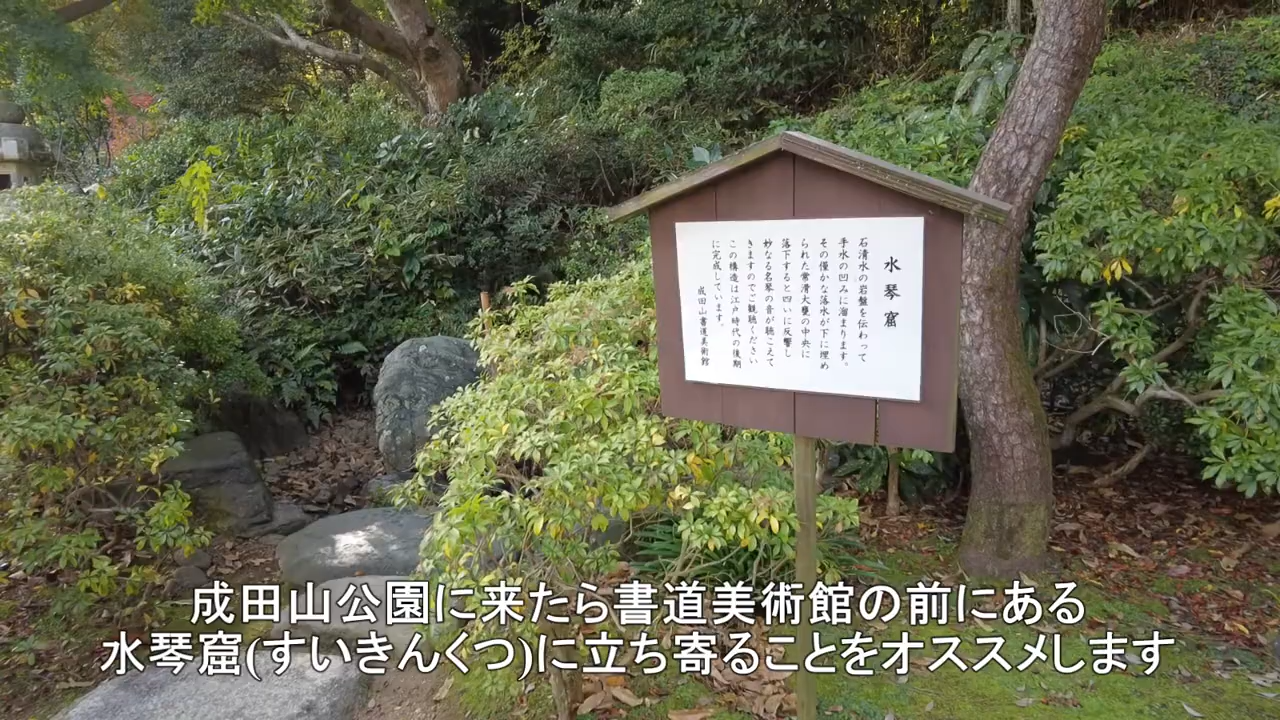 水琴窟
石清水の岩盤を伝わって
手水の凹みに溜まります。
その僅かな落水が下に埋め
られた常滑大甕の中央に
落下すると四いに反響し
妙なる名琴の音が聴こえて
きますのでご観聴ください
この構造は江戸時代の後期
に完成しています。
成田山書道美術館
成田山公園に来たら書道美術館の前にある
水琴窟(すいきんくつ)に立ち寄ることをオススメします